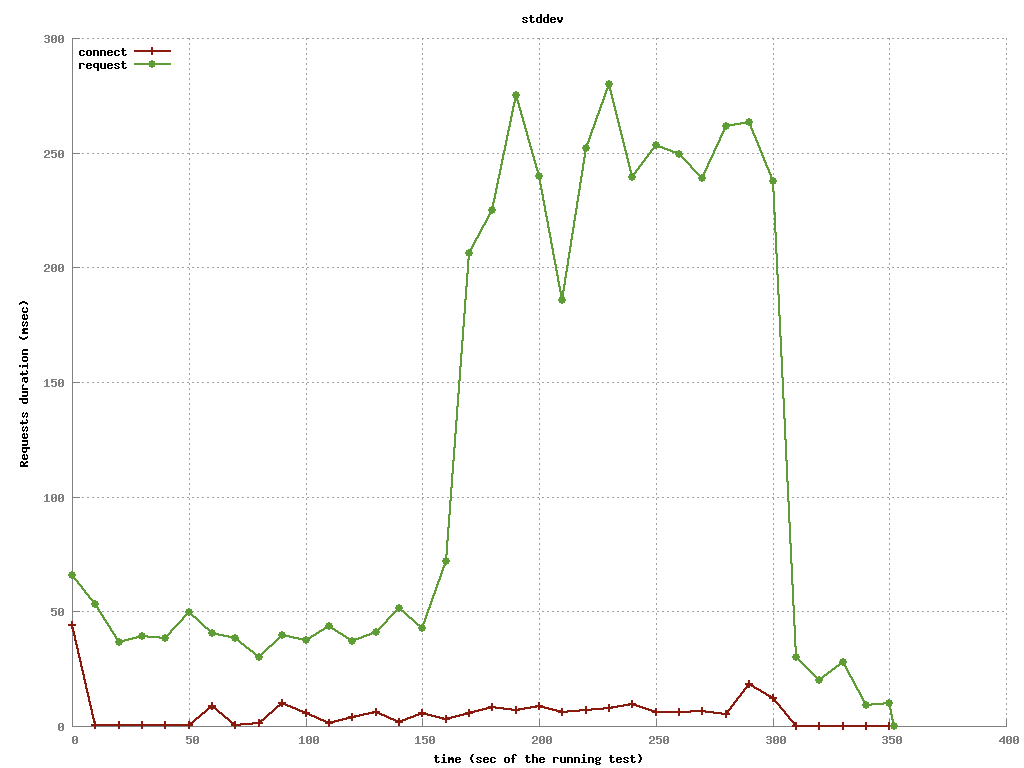 stddev
300
connect
request
250
200
150
100
50
0
Requests duration (msec)
0 50 100 150 200 250 300 350 400
time (sec of the running test)